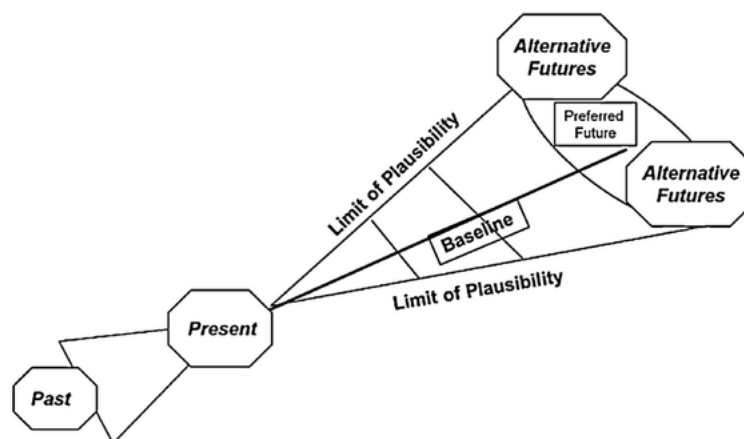 Alternative
Futures
Preferred
Future
Limit of Plausibility
Alternative
Futures
Baseline
Limit of Plausibility
Present
Past